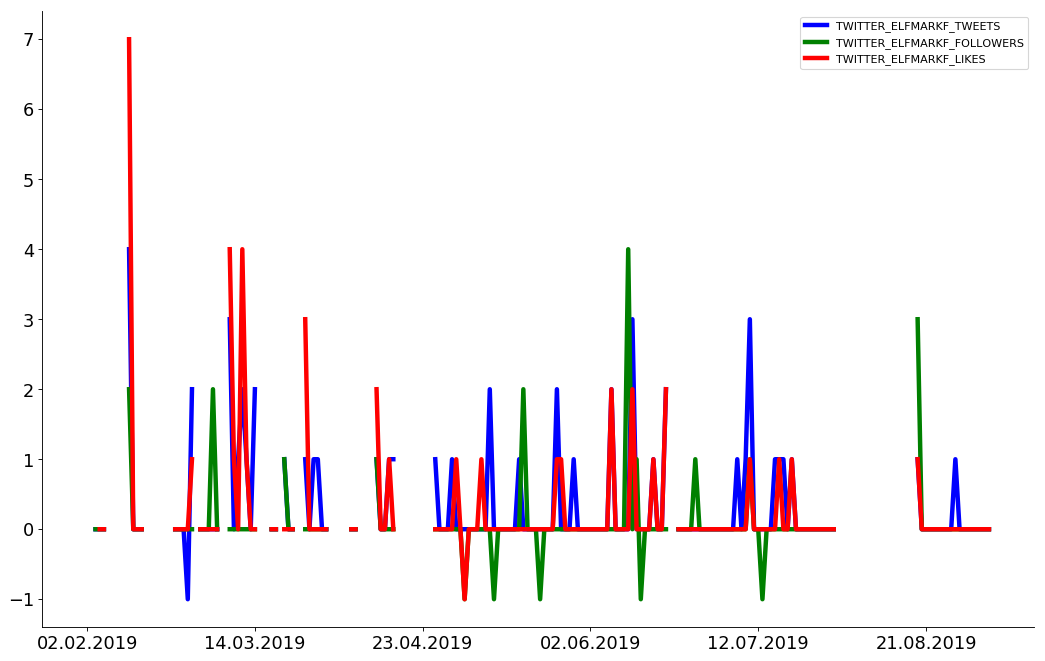 TWITTER_ELFMARKF_TWEETS
TWITTER_ELFMARKF_FOLLOWERS
TWITTER_ELFMARKF_LIKES
7
6
5
4
3
2
1
0
−1
02.02.2019 14.03.2019 23.04.2019 02.06.2019 12.07.2019 21.08.2019